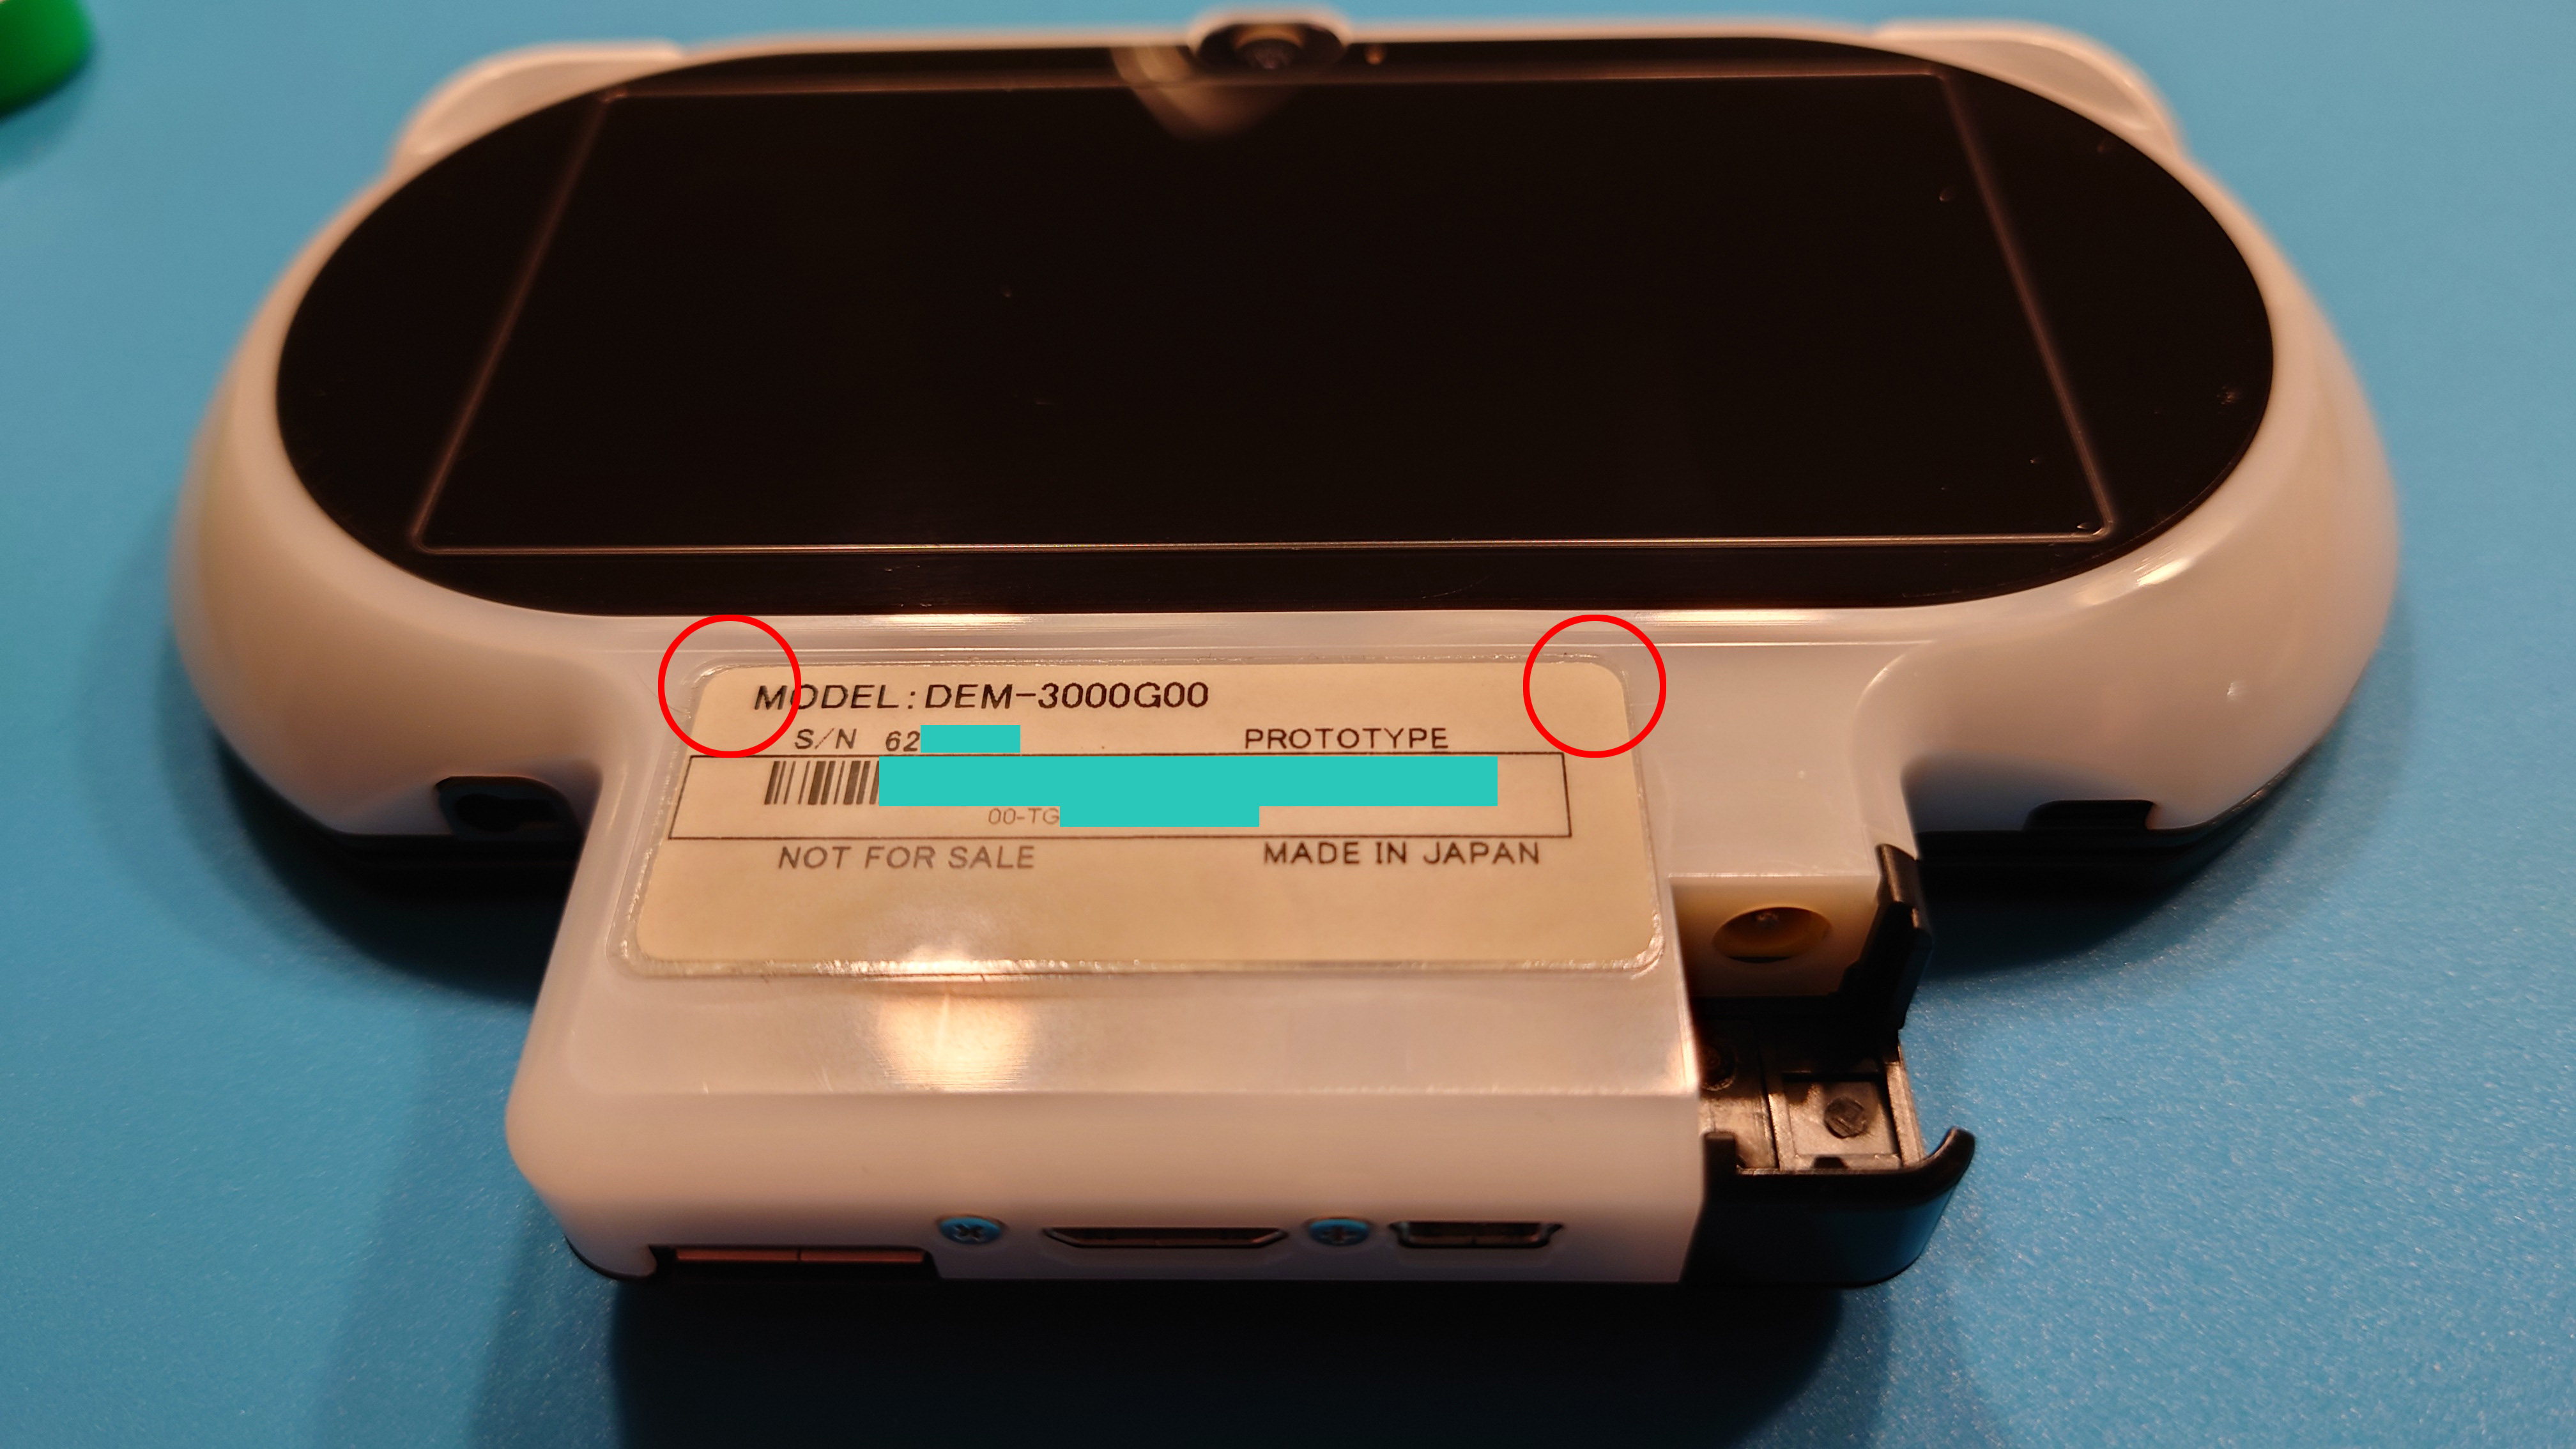 MODEL:DEM-3000G00
S/N 62
PROTOTYPE
00-TG
NOT FOR SALE
MADE IN JAPAN